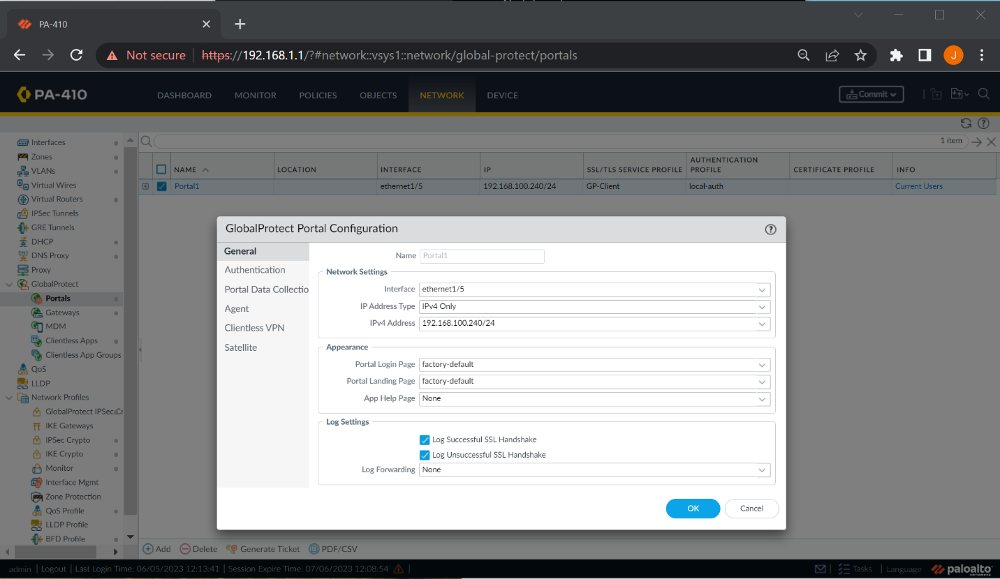 PA-410
Not secure https://192.168.1.1/?#network::vsys1::network/global-protect/portals J
PA-410 DASHBOARD MONITOR POLICIES OBJECTS NETWORK DEVICE Commit
1 item
NAME LOCATION INTERFACE IP SSL/TLS SERVICE PROFILE AUTHENTICATION PROFILE CERTIFICATE PROFILE INFO
Portal1 ethernet1/5 192.168.100.240/24 GP-Client local-auth Current Users
Interfaces
Zones
VLANs
Virtual Wires
Virtual Routers
IPSec Tunnels
GRE Tunnels
DHCP
DNS Proxy
Proxy
GlobalProtect
Portals
Gateways
MDM
Clientless Apps
Clientless App Groups
QoS
LLDP
Network Profiles
GlobalProtect IPSec Cr
IKE Gateways
IPSec Crypto
IKE Crypto
Monitor
Interface Mgmt
Zone Protection
QoS Profile
LLDP Profile
BFD Profile
GlobalProtect Portal Configuration
General
Authentication
Portal Data Collectio
Agent
Clientless VPN
Satellite
Name Portal1
Network Settings
Interface ethernet1/5
IP Address Type IPv4 Only
IPv4 Address 192.168.100.240/24
Appearance
Portal Login Page factory-default
Portal Landing Page factory-default
App Help Page None
Log Settings
Log Successful SSL Handshake
Log Unsuccessful SSL Handshake
Log Forwarding None
OK Cancel
Add Delete Generate Ticket PDF/CSV
admin | Logout | Last Login Time: 06/05/2023 12:13:41 | Session Expire Time: 07/06/2023 12:08:54 | Tasks | Language paloalto NETWORKS